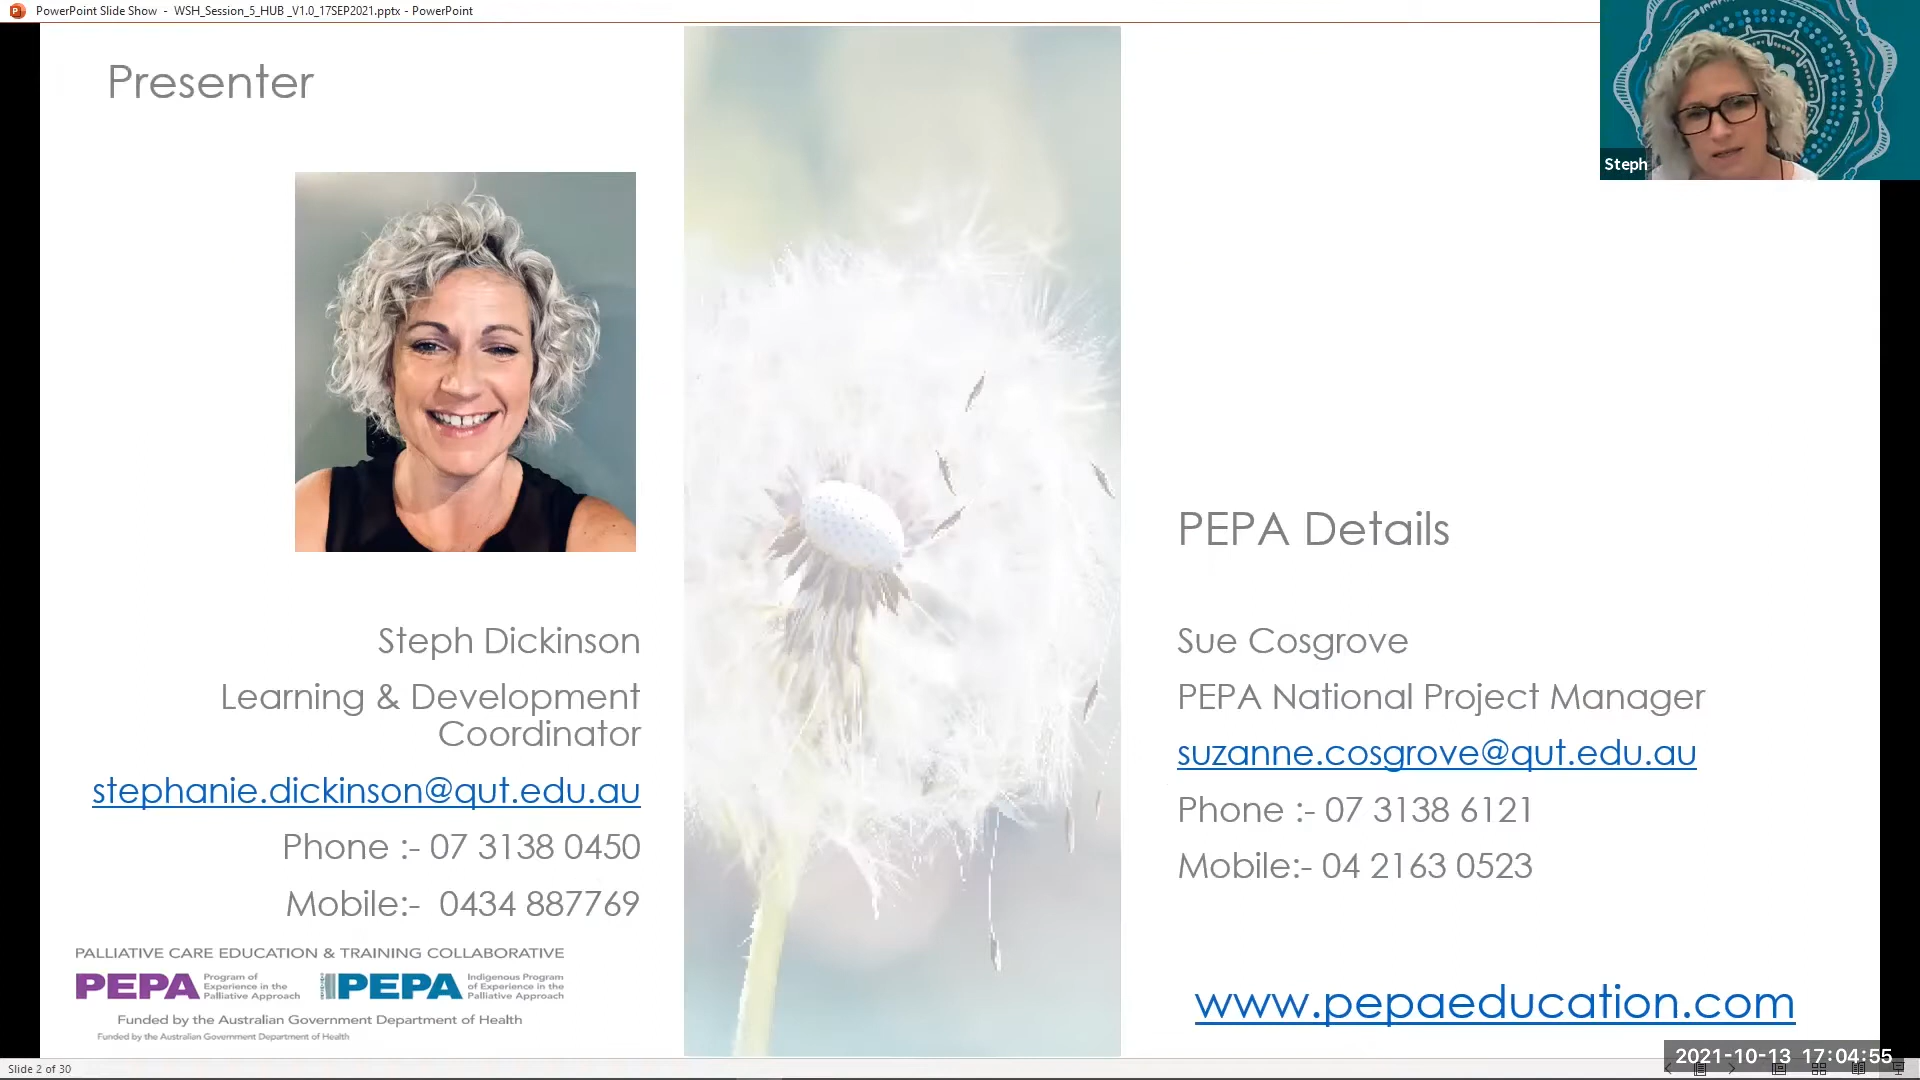 PowerPoint Slide Show - WSH_Session_5_HUB _V1.0_17SEP2021.pptx - PowerPoint
Steph
Presenter
Steph Dickinson
Learning & Development
Coordinator
stephanie.dickinson@qut.edu.au
Phone :- 07 3138 0450
Mobile:- 0434 887769
PALLIATIVE CARE EDUCATION & TRAINING COLLABORATIVE
PEPA
Program of
Experience in the
Palliative Approach
IPEPA
Indigenous Program
of Experience in the
Palliative Approach
Funded by the Australian Government Department of Health
Funded by the Australian Government Department of Health
PEPA Details
Sue Cosgrove
PEPA National Project Manager
suzanne.cosgrove@qut.edu.au
Phone :- 07 3138 6121
Mobile:- 04 2163 0523
www.pepaeducation.com
Slide 2 of 30
2021-10-13 17:04:55